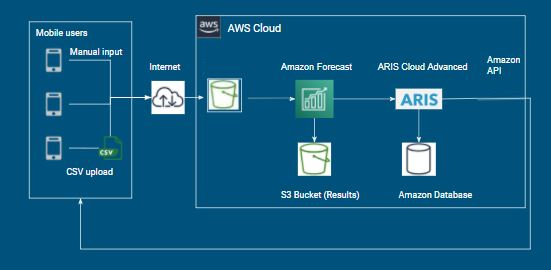 Mobile users
Manual input
CSV
CSV upload
Internet
aws
AWS Cloud
Amazon Forecast
S3 Bucket (Results)
ARIS Cloud Advanced
ARIS
Amazon Database
Amazon
API